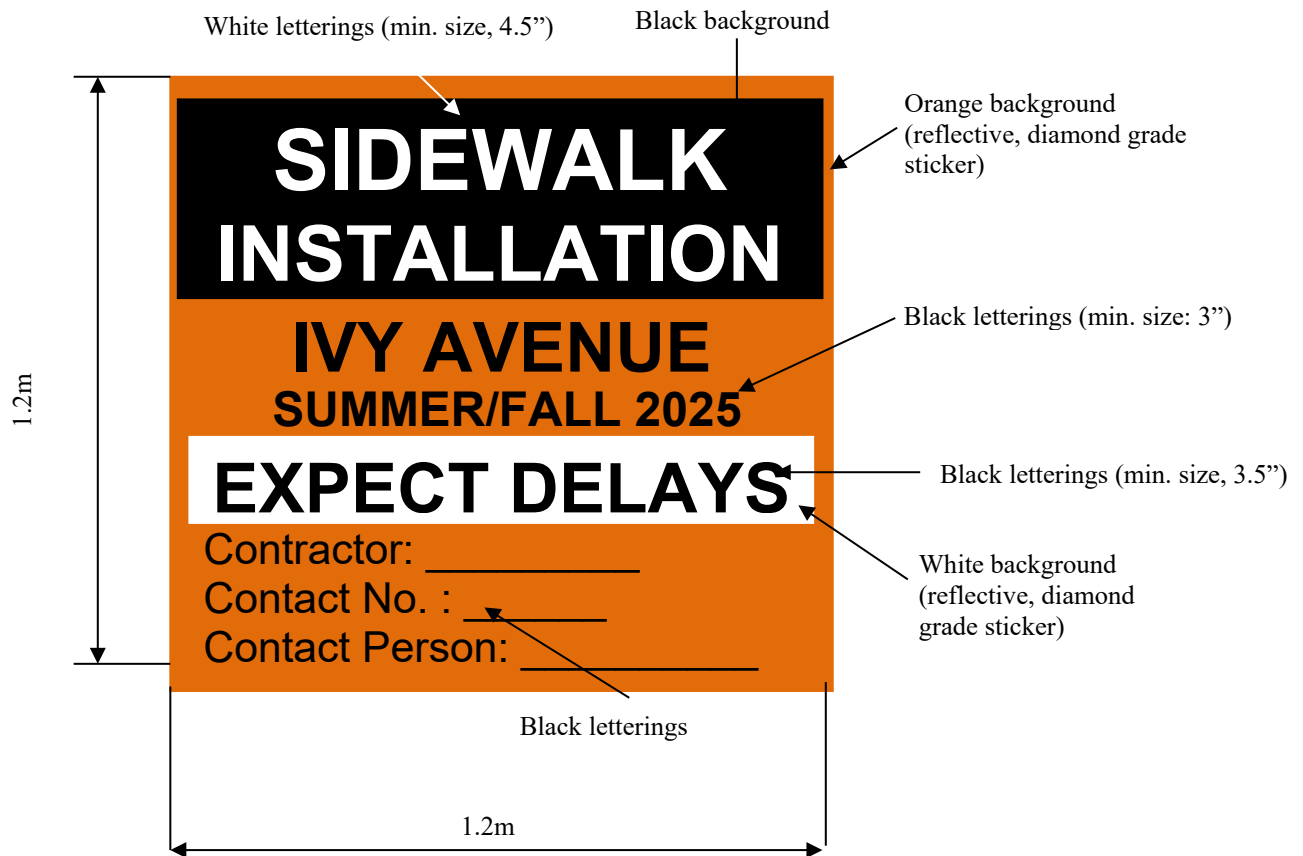 White letterings (min. size, 4.5”)
Black background
Orange background
(reflective, diamond grade
sticker)
SIDEWALK
INSTALLATION
IVY AVENUE
Black letterings (min. size: 3”)
SUMMER/FALL 2025
1.2m
EXPECT DELAYS
Black letterings (min. size, 3.5”)
Contractor: _________
Contact No. : ______
Contact Person: __________
White background
(reflective, diamond
grade sticker)
Black letterings
1.2m